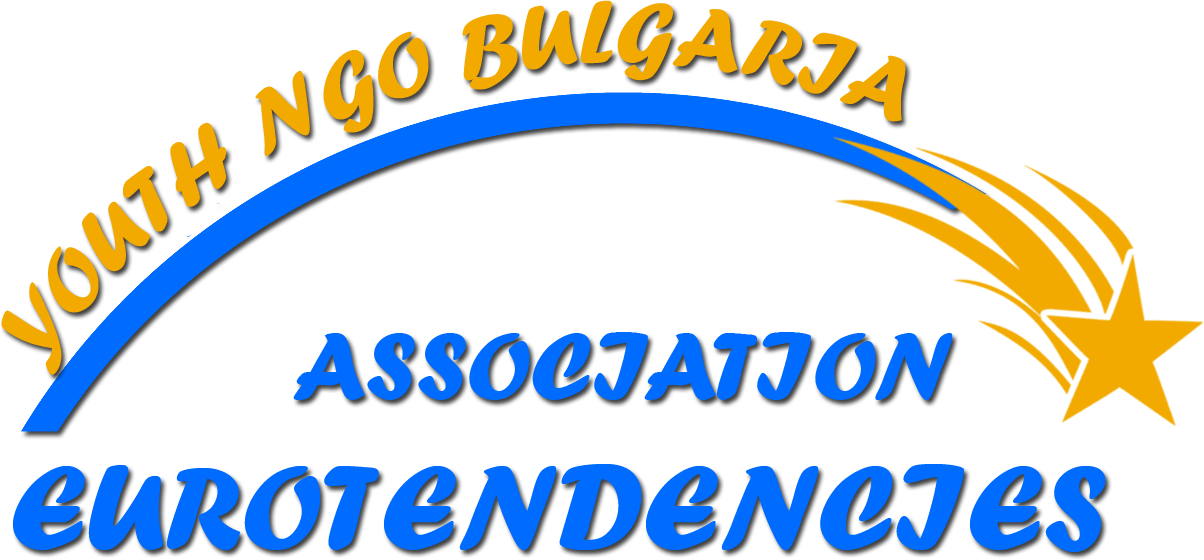 YOUTH NGO BULGARIA
ASSOCIATION
EUROTENDENCIES